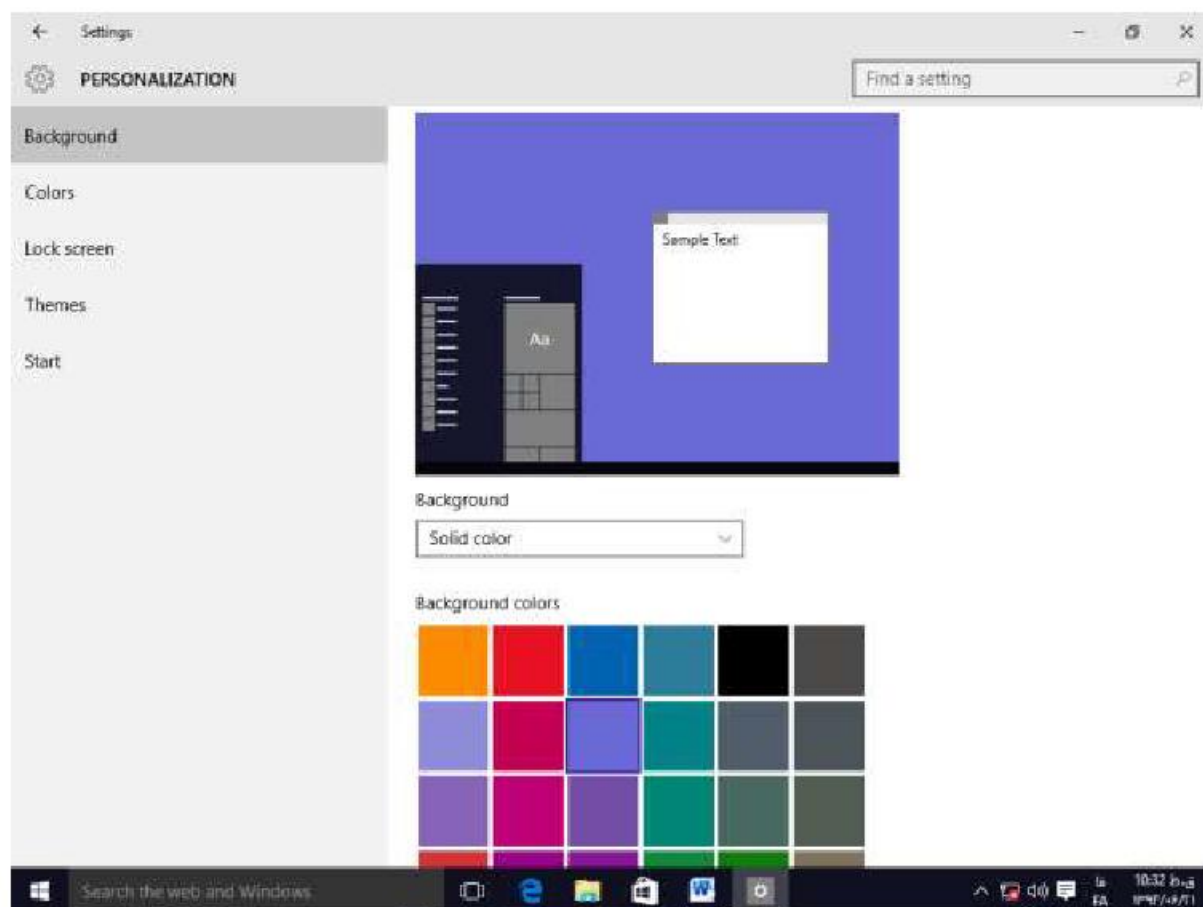 Settings
PERSONALIZATION
Find a setting
Background
Colors
Lock screen
Themes
Start
Sample Text
Aa
Background
Solid color
Background colors
Search the web and Windows
فا
FA
10:32 ق.ظ